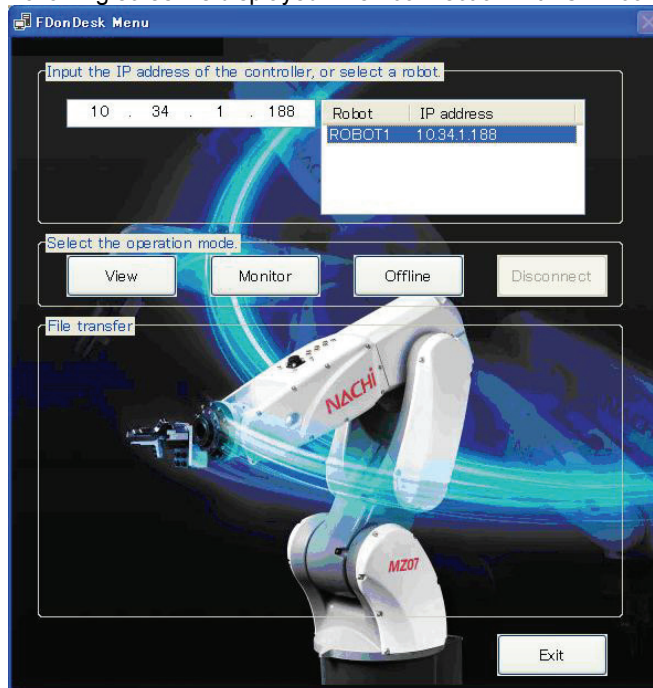 FDonDesk Menu
Input the IP address of the controller, or select a robot.
10 . 34 . 1 . 188
Robot IP address
ROBOT1 10.34.1.188
Select the operation mode.
View Monitor Offline Disconnect
File transfer
NACHI
MZ07
Exit